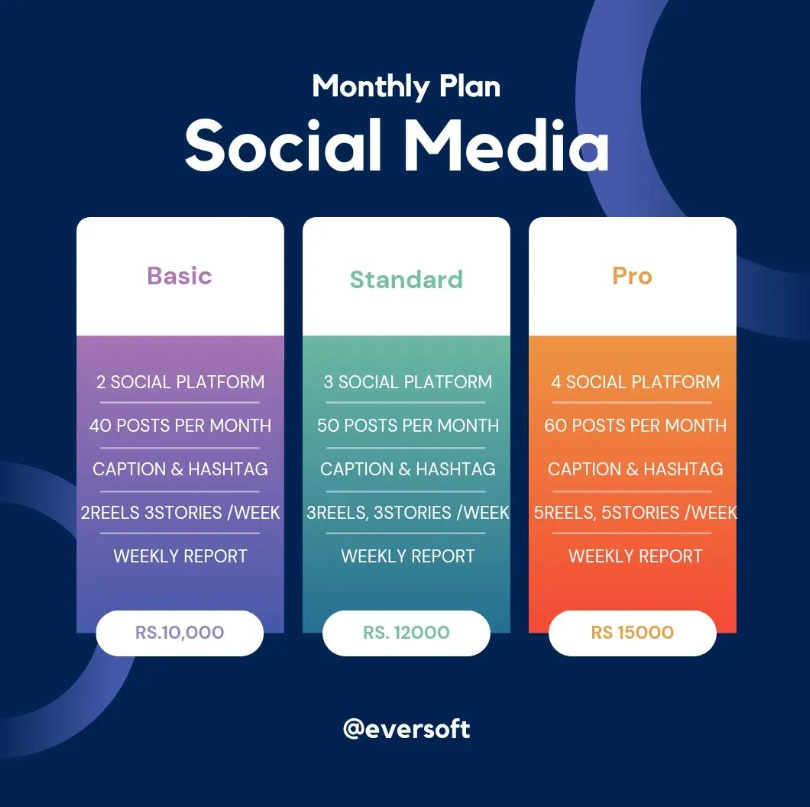 Monthly Plan
Social Media
Basic
2 SOCIAL PLATFORM
40 POSTS PER MONTH
CAPTION & HASHTAG
2REELS 3STORIES /WEEK
WEEKLY REPORT
RS.10,000
Standard
3 SOCIAL PLATFORM
50 POSTS PER MONTH
CAPTION & HASHTAG
3REELS, 3STORIES /WEEK
WEEKLY REPORT
RS. 12000
Pro
4 SOCIAL PLATFORM
60 POSTS PER MONTH
CAPTION & HASHTAG
5REELS, 5STORIES /WEEK
WEEKLY REPORT
RS 15000
@eversoft